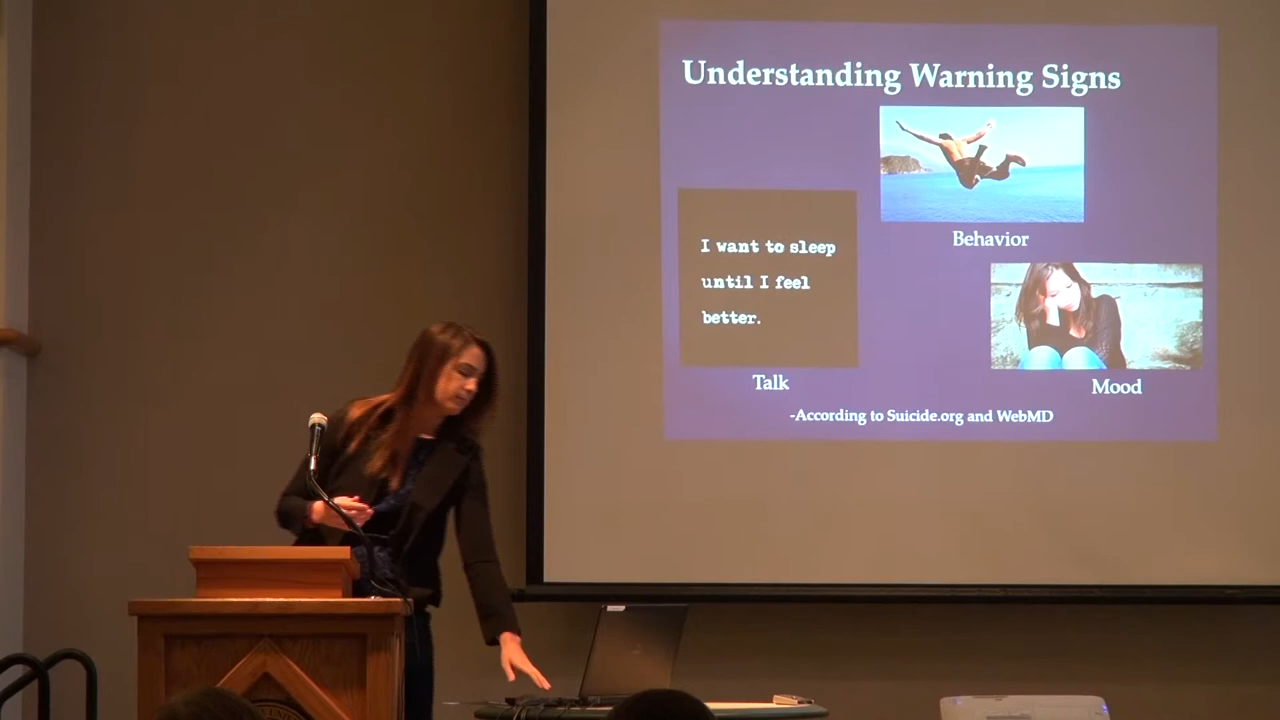 Understanding Warning Signs
Behavior
I want to sleep
until I feel
better.
Talk
Mood
-According to Suicide.org and WebMD